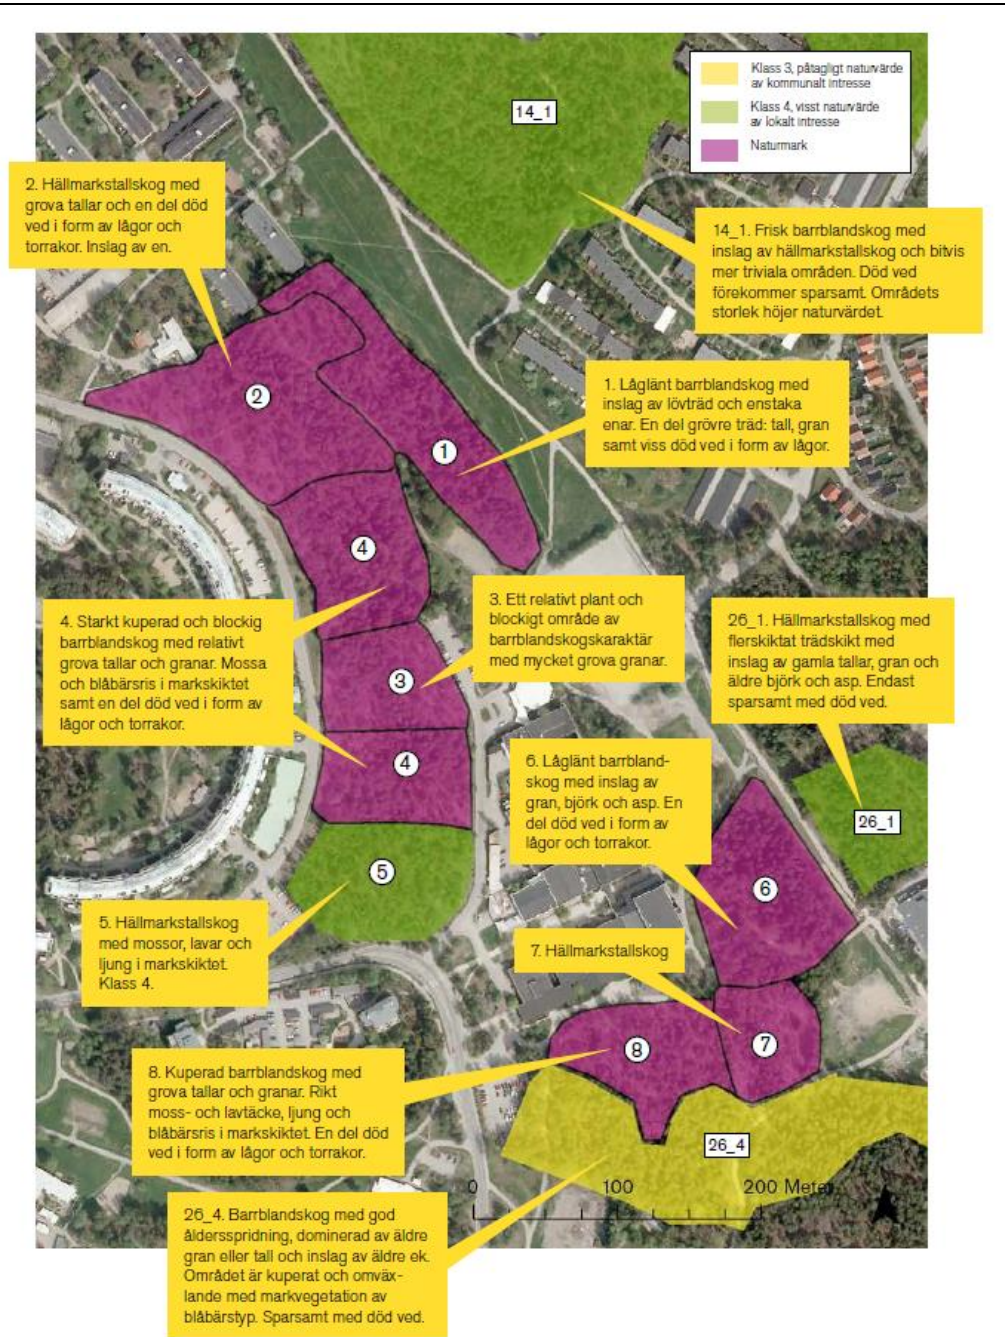 Klass 3, påtagligt naturvärde
av kommunalt intresse
Klass 4, visst naturvärde
av lokalt intresse
Naturmark
14_1
2. Hällmarkstallskog med
grova tallar och en del död
ved i form av lågor och
torrakor. Inslag av en.
14_1. Frisk barrblandskog med
inslag av hällmarkstallskog och bitvis
mer triviala områden. Död ved
förekommer sparsamt. Områdets
storlek höjer naturvärdet.
1. Låglänt barrblandskog med
inslag av lövträd och enstaka
enar. En del grövre träd: tall, gran
samt viss död ved i form av lågor.
2
1
4
4. Starkt kuperad och blockig
barrblandskog med relativt
grova tallar och granar. Mossa
och blåbärsris i markskiktet
samt en del död ved i form av
lågor och torrakor.
3. Ett relativt plant och
blockigt område av
barrblandskogskaraktär
med mycket grova granar.
26_1. Hällmarkstallskog med
flerskiktat trädskikt med
inslag av gamla tallar, gran och
äldre björk och asp. Endast
sparsamt med död ved.
3
4
6. Låglänt barrbland-
skog med inslag av
gran, björk och asp. En
del död ved i form av
lågor och torrakor.
26_1
5
6
5. Hällmarkstallskog
med mossor, lavar och
ljung i markskiktet.
Klass 4.
7. Hällmarkstallskog
8
7
8. Kuperad barrblandskog med
grova tallar och granar. Rikt
moss- och lavtäcke, ljung och
blåbärsris i markskiktet. En del död
ved i form av lågor och torrakor.
26_4
0 100 200 Meter
26_4. Barrblandskog med god
åldersspridning, dominerad av äldre
gran eller tall och inslag av äldre ek.
Området är kuperat och omväx-
lande med markvegetation av
blåbärstyp. Sparsamt med död ved.